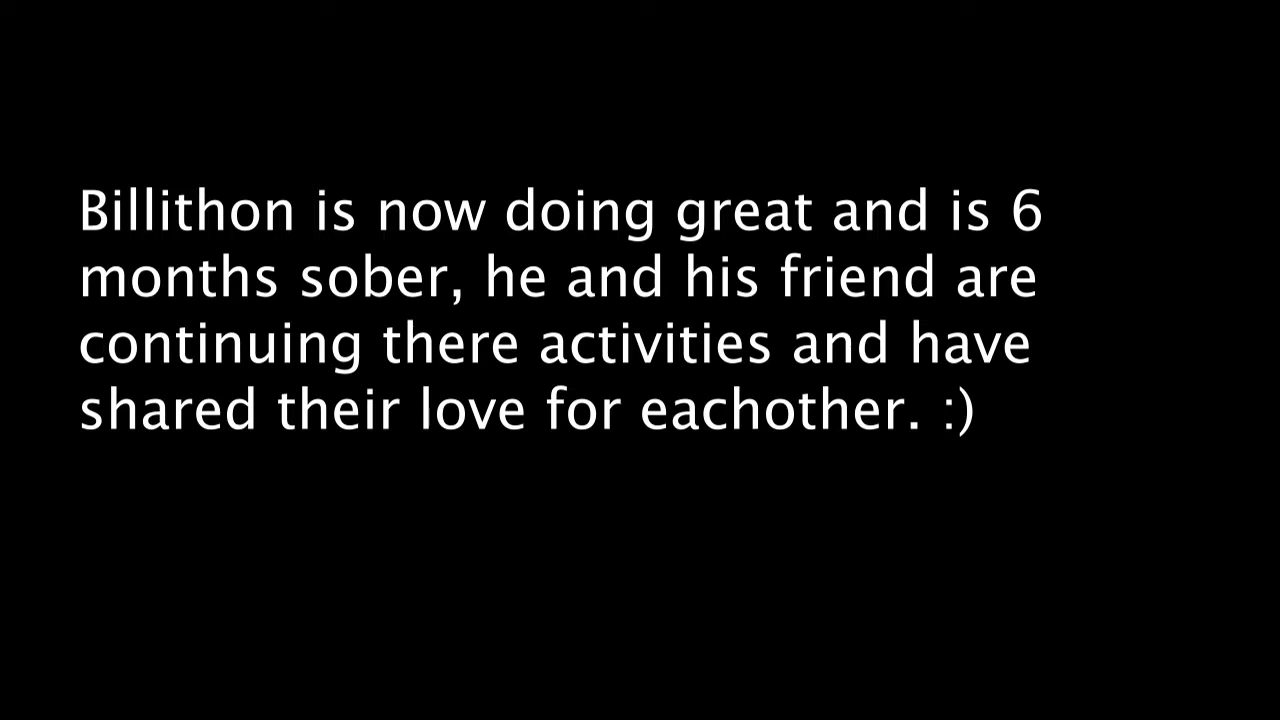 Billithon is now doing great and is 6
months sober, he and his friend are
continuing there activities and have
shared their love for eachother. :)